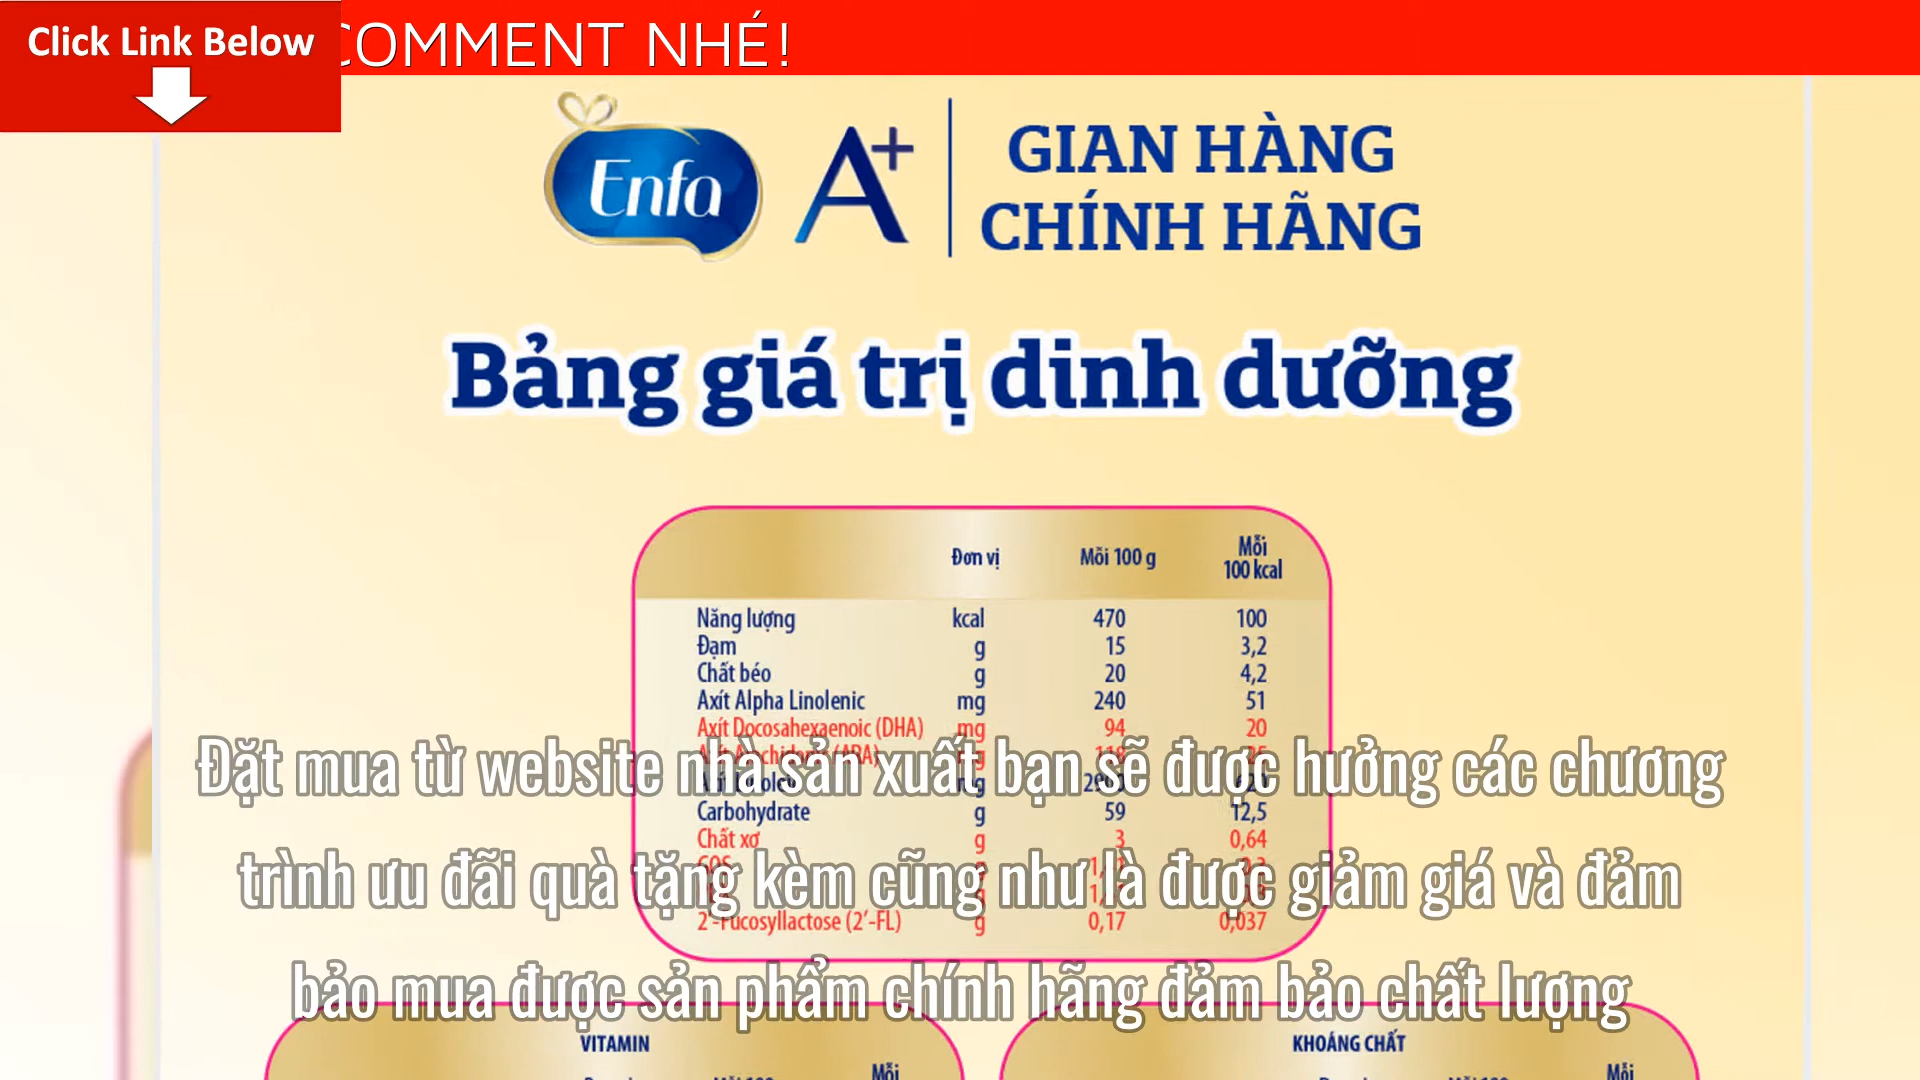 Click Link Below
COMMENT NHÉ!
Enfa A+
GIAN HÀNG
CHÍNH HÃNG
Bảng giá trị dinh dưỡng
Đơn vị Mỗi 100 g Mỗi 100 kcal
Năng lượng kcal 470 100
Đạm g 15 3,2
Chất béo g 20 4,2
Axít Alpha Linolenic mg 240 51
Axít Docosahexaenoic (DHA) mg 94 20
Đặt mua từ website nhà sản xuất bạn sẽ được hưởng các chương
Carbohydrate g 59 12,5
Chất xơ g 3 0,64
trình ưu đãi quà tặng kèm cũng như là được giảm giá và đảm
2'-Fucosyllactose (2'-FL) g 0,17 0,037
bảo mua được sản phẩm chính hãng đảm bảo chất lượng
VITAMIN
KHOÁNG CHẤT
Mỗi
Mỗi